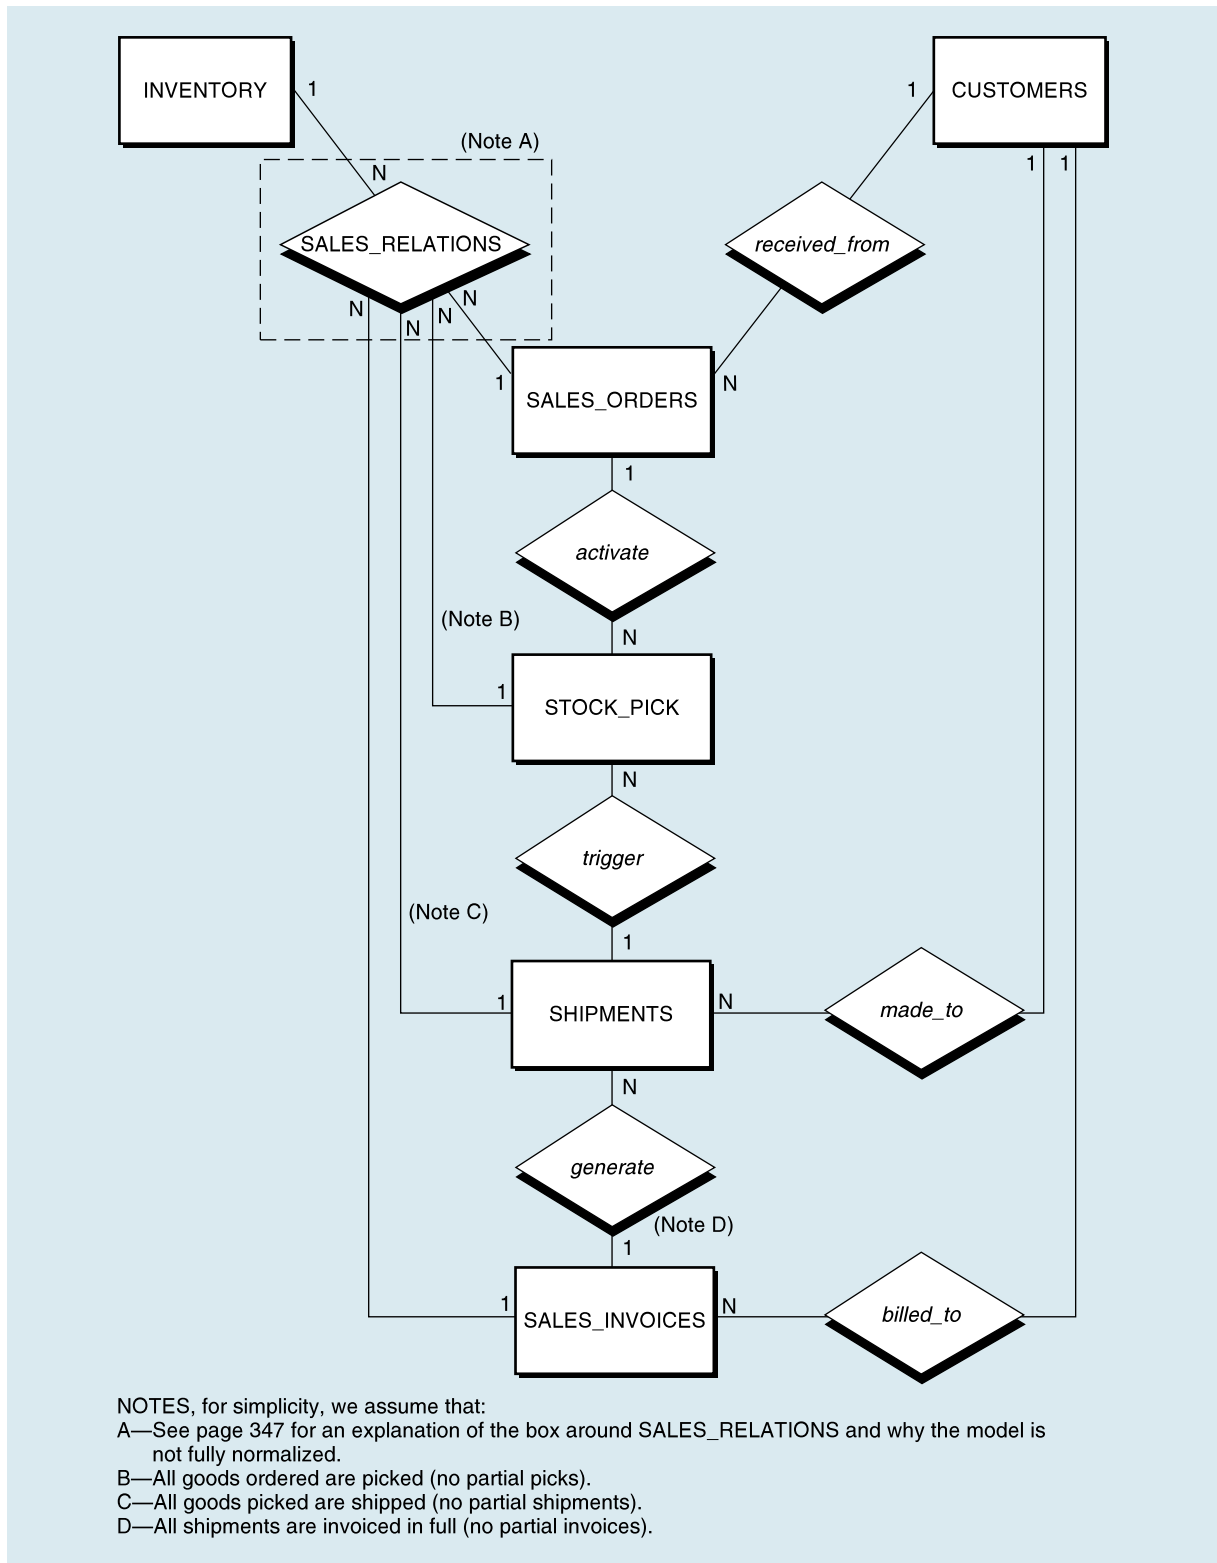 INVENTORY
CUSTOMERS
1
1
(Note A)
1
1
N
SALES_RELATIONS
received_from
N
N
N
N
1
N
SALES_ORDERS
1
activate
(Note B)
N
1
STOCK_PICK
N
trigger
(Note C)
1
1
N
SHIPMENTS
made_to
N
generate
(Note D)
1
1
N
SALES_INVOICES
billed_to
NOTES, for simplicity, we assume that:
A—See page 347 for an explanation of the box around SALES_RELATIONS and why the model is
not fully normalized.
B—All goods ordered are picked (no partial picks).
C—All goods picked are shipped (no partial shipments).
D—All shipments are invoiced in full (no partial invoices).